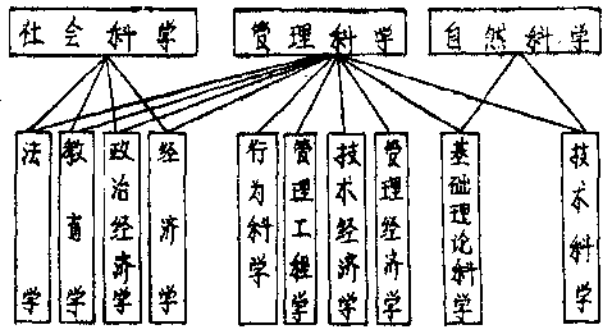 社会科学
管理科学
自然科学
法学
教育学
政治经济学
经济学
行为科学
管理工程学
技术经济学
管理经济学
基础理论科学
技术科学